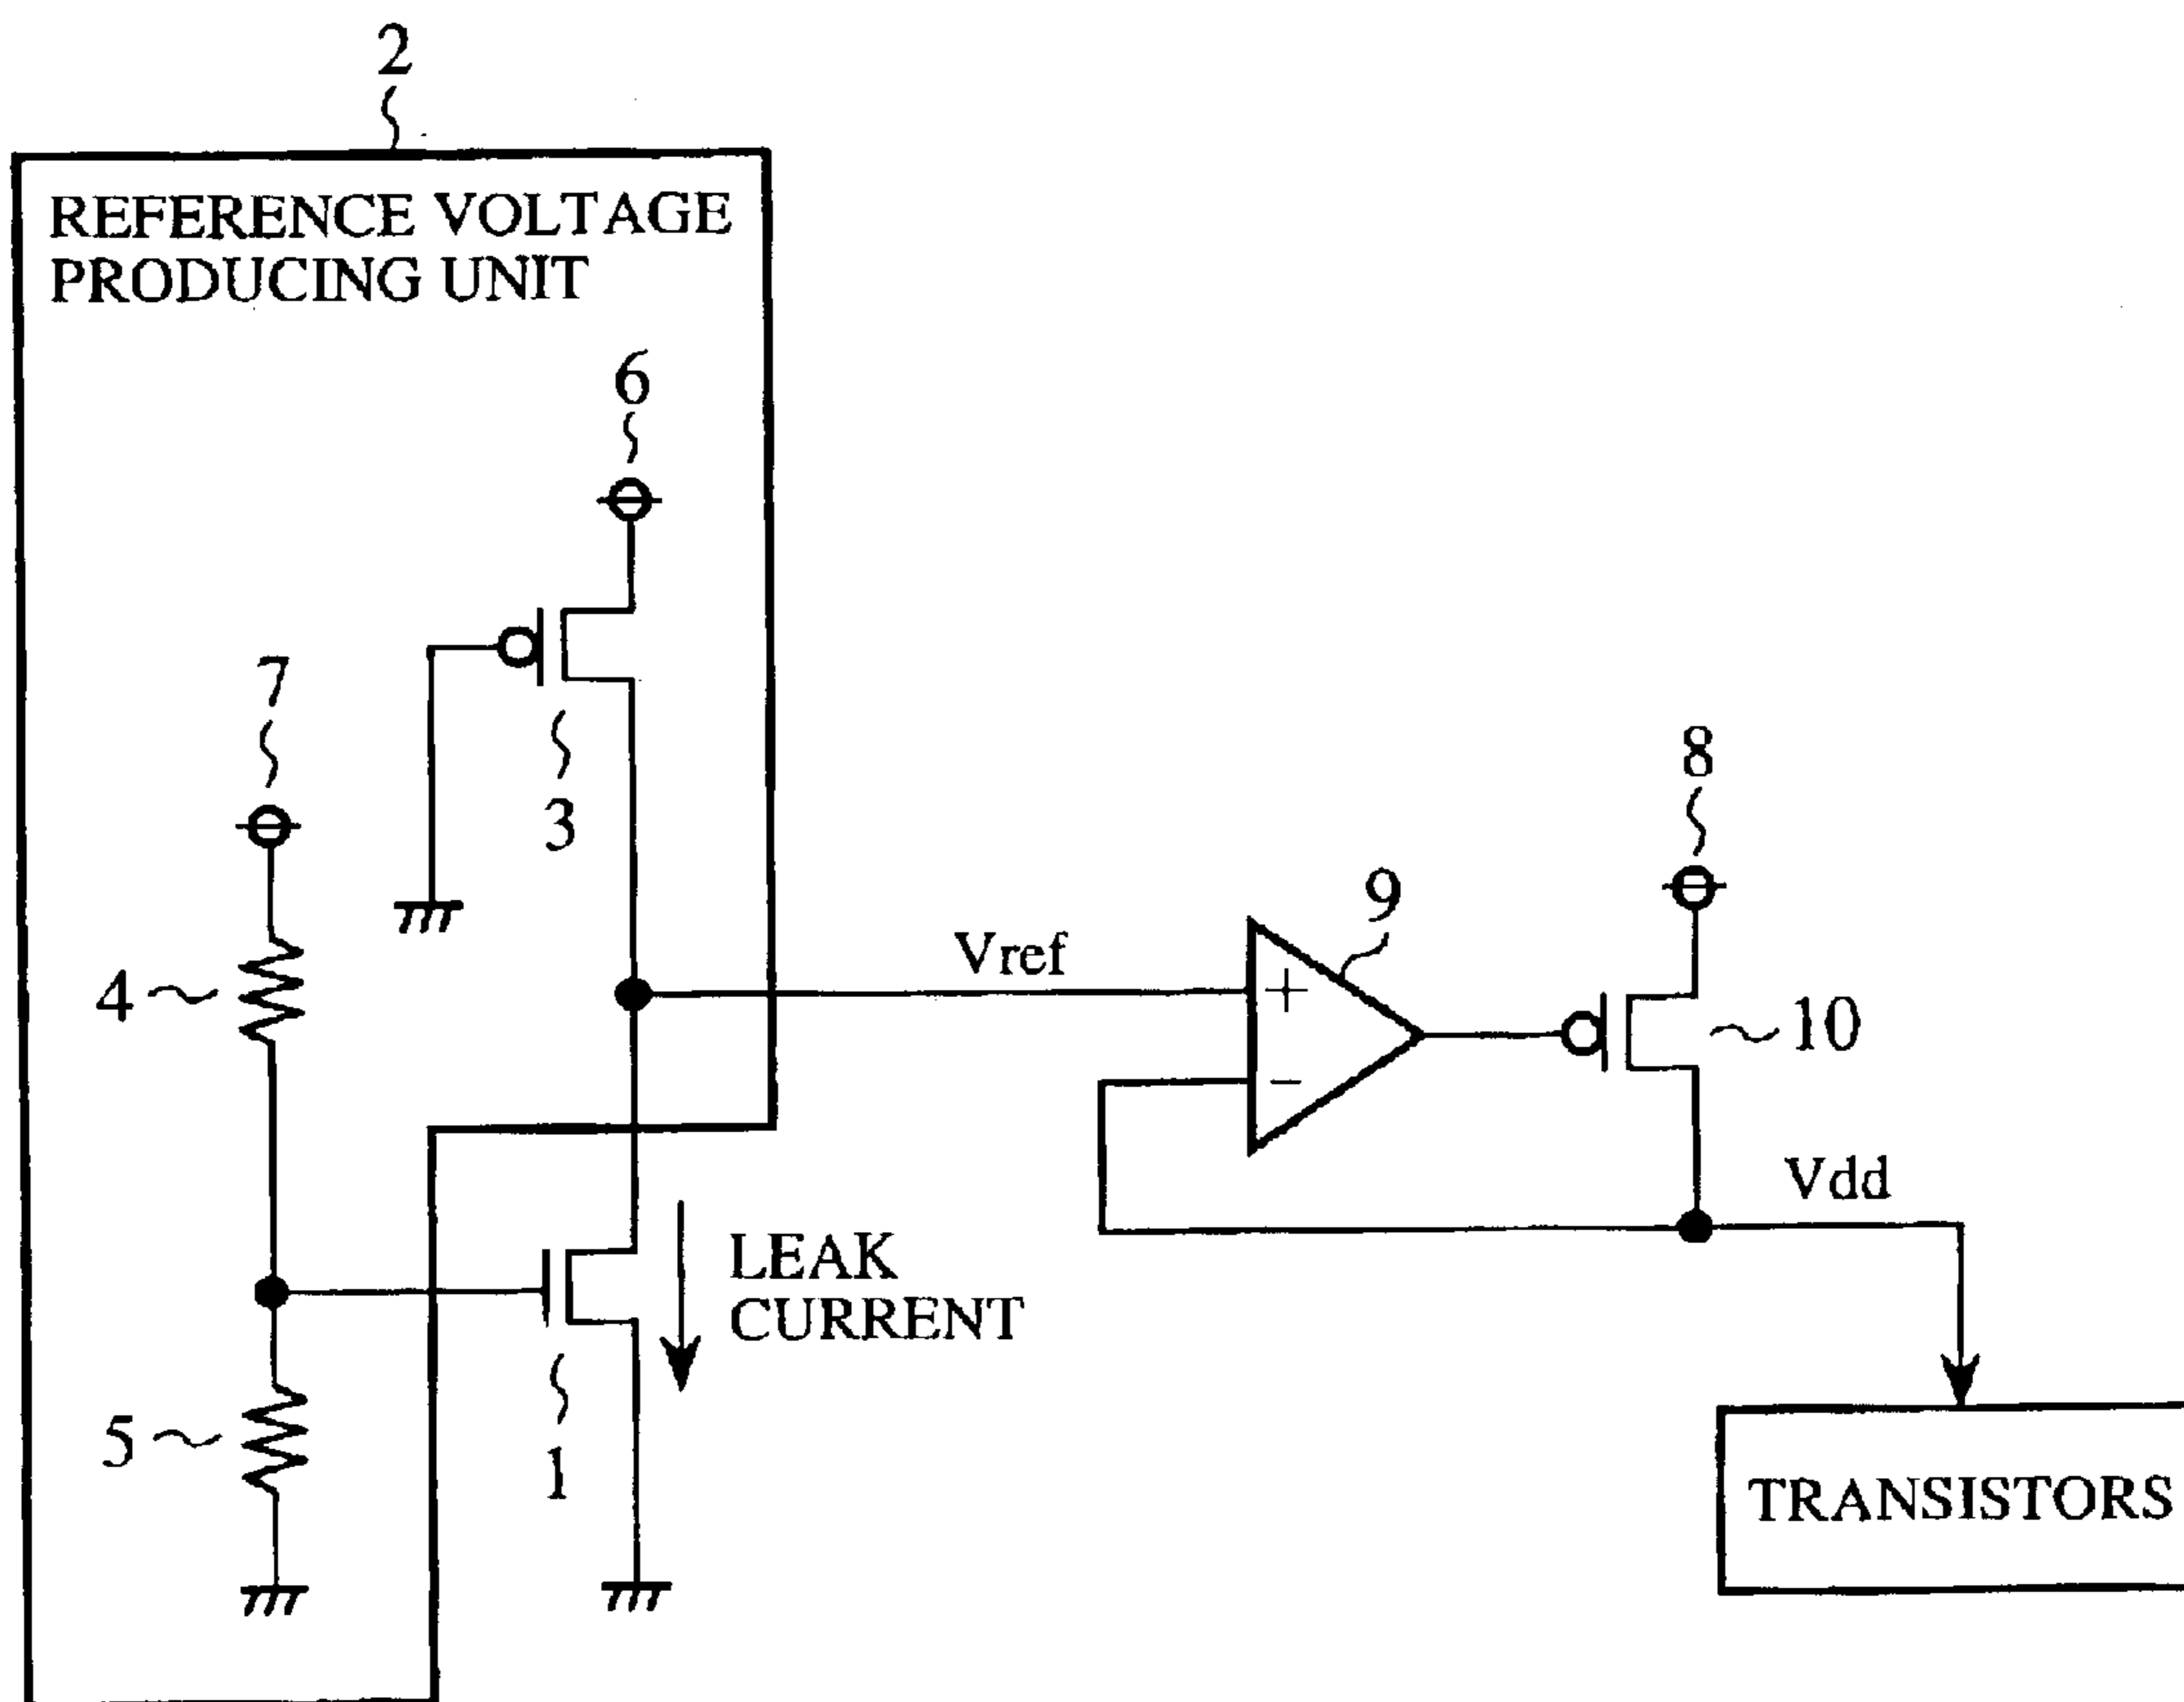 2
REFERENCE VOLTAGE
PRODUCING UNIT
6
7
3
8
9
4
Vref
+
10
−
Vdd
LEAK
CURRENT
5
1
TRANSISTORS